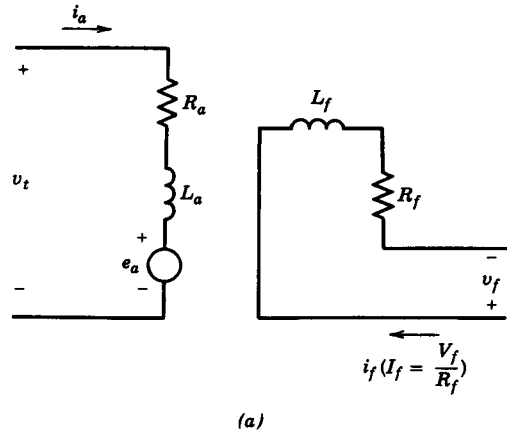 i_a
+
R_a
L_f
v_t
L_a
R_f
+
e_a
−
v_f
−
−
+
i_f(I_f = V_f/R_f)
(a)